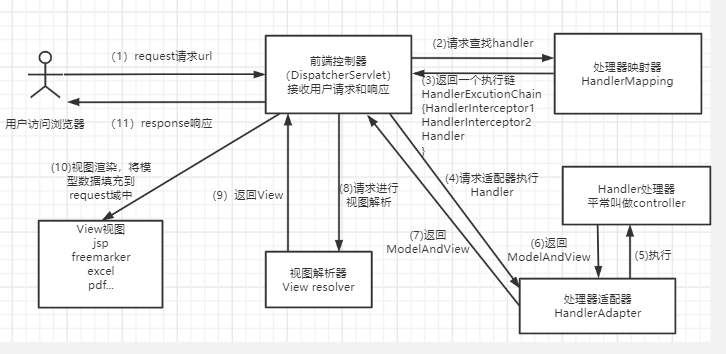 (1) request请求url
用户访问浏览器
(11) response响应
前端控制器
(DispatcherServlet)
接收用户请求和响应
(2)请求查找handler
处理器映射器
HandlerMapping
(3)返回一个执行链
HandlerExcutionChain
{HandlerInterceptor1
HandlerInterceptor2
Handler
}
(4)请求适配器执行
Handler
Handler处理器
平常叫做controller
(5)执行
(6)返回
ModelAndView
处理器适配器
HandlerAdapter
(7)返回
ModelAndView
(8)请求进行
视图解析
视图解析器
View resolver
(9) 返回View
(10)视图渲染，将模
型数据填充到
request域中
View视图
jsp
freemarker
excel
pdf...